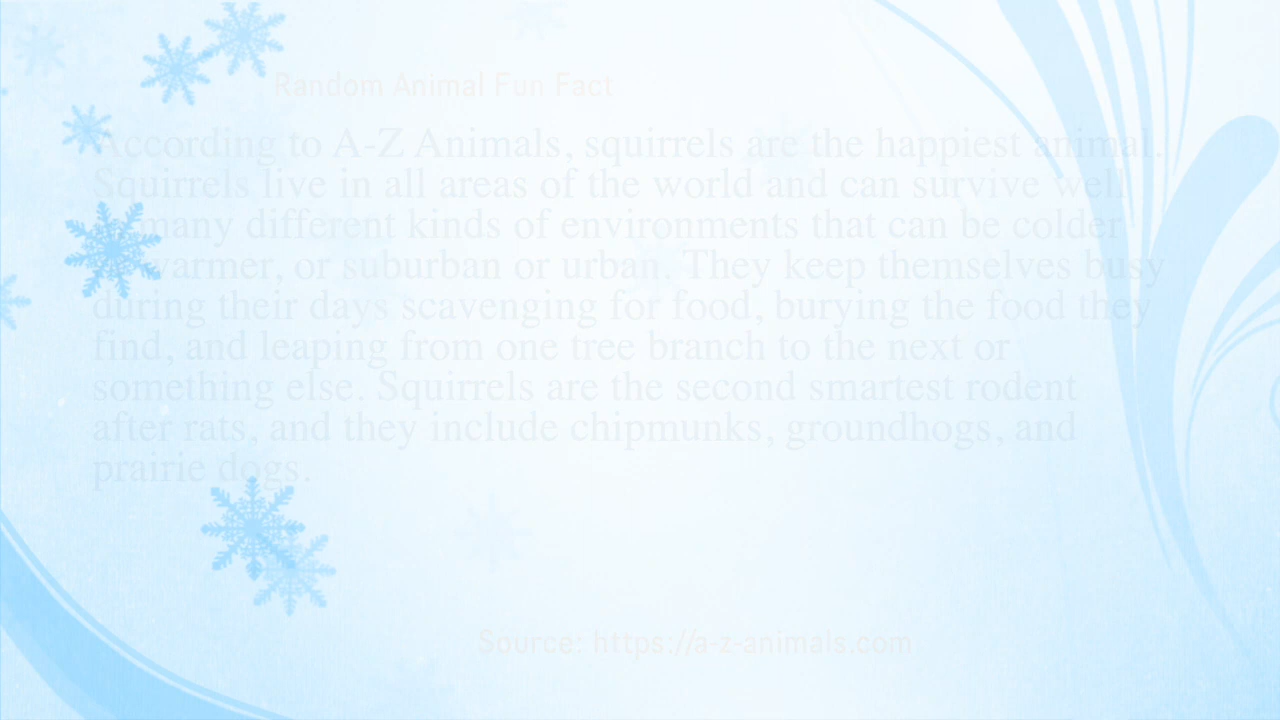 Random Animal Fun Fact
According to A-Z Animals, squirrels are the happiest animal.
Squirrels live in all areas of the world and can survive well
many different kinds of environments that can be colder
warmer, or suburban or urban. They keep themselves busy
during their days scavenging for food, burying the food they
find, and leaping from one tree branch to the next or
something else. Squirrels are the second smartest rodent
after rats, and they include chipmunks, groundhogs, and
prairie dogs.
Source: https://a-z-animals.com